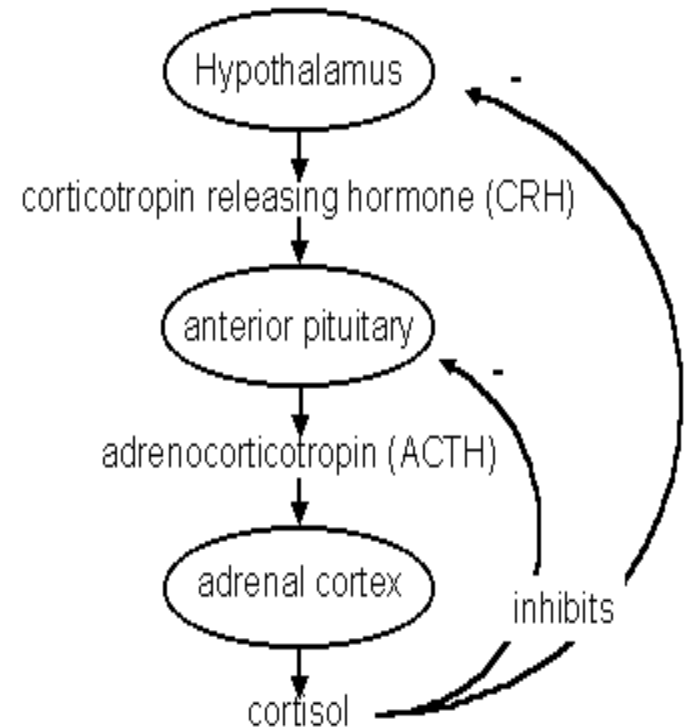 Hypothalamus
-
corticotropin releasing hormone (CRH)
anterior pituitary
-
adrenocorticotropin (ACTH)
adrenal cortex
inhibits
cortisol